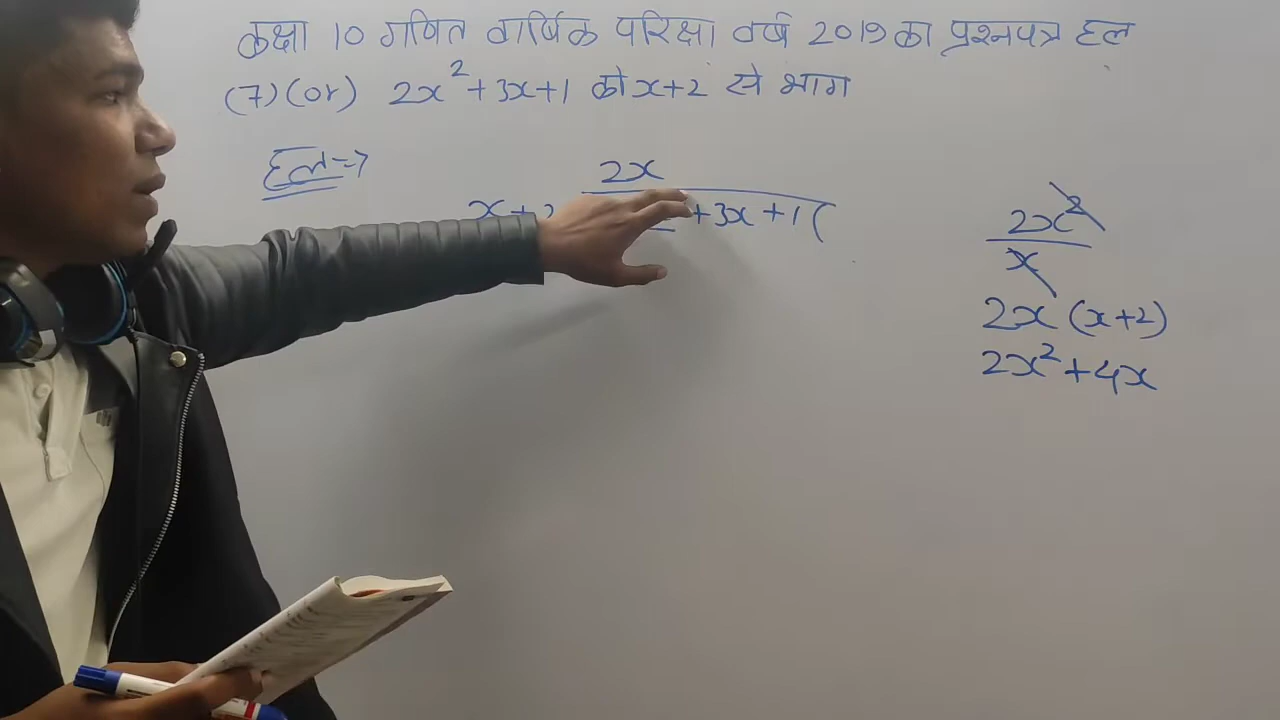 कक्षा 10 गणित वार्षिक परिक्षा वर्ष 2019 का प्रश्नपत्र हल
(7)(or) 2x²+3x+1 को x+2 से भाग
हल=>
2x
x+2 +3x+1(
2x²
x
2x(x+2)
2x²+4x